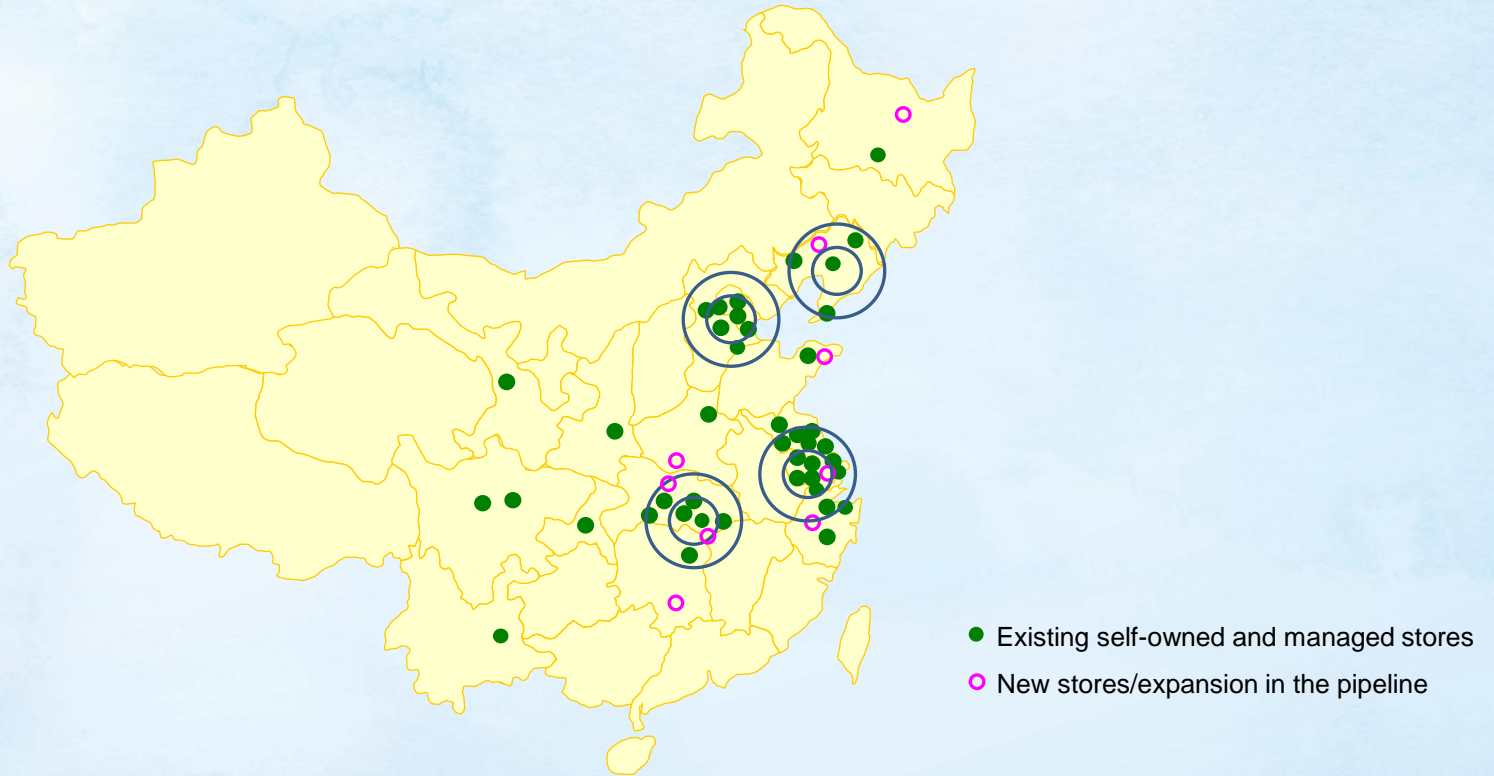 Existing self-owned and managed stores
New stores/expansion in the pipeline